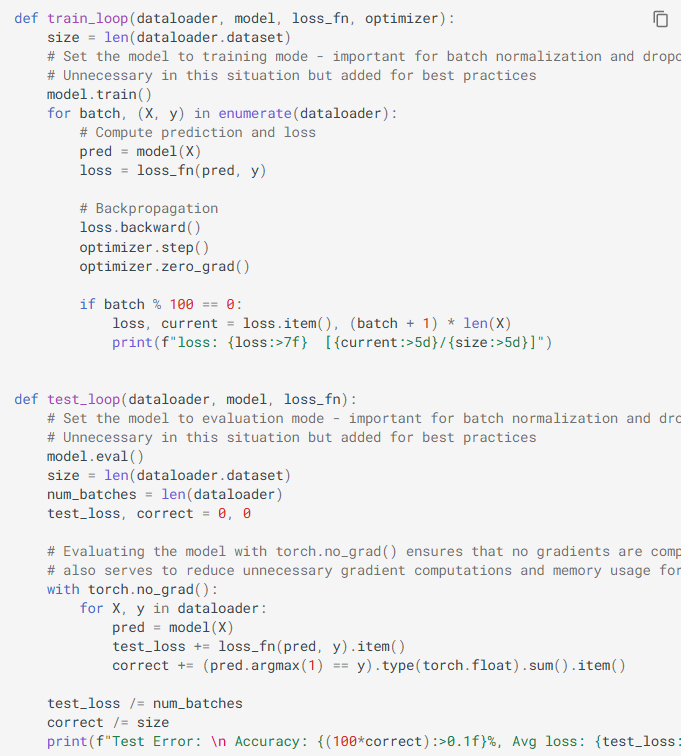 def train_loop(dataloader, model, loss_fn, optimizer):
    size = len(dataloader.dataset)
    # Set the model to training mode - important for batch normalization and
    # Unnecessary in this situation but added for best practices
    model.train()
    for batch, (X, y) in enumerate(dataloader):
        # Compute prediction and loss
        pred = model(X)
        loss = loss_fn(pred, y)

        # Backpropagation
        loss.backward()
        optimizer.step()
        optimizer.zero_grad()

        if batch % 100 == 0:
            loss, current = loss.item(), (batch + 1) * len(X)
            print(f"loss: {loss:>7f}  [{current:>5d}/{size:>5d}]")


def test_loop(dataloader, model, loss_fn):
    # Set the model to evaluation mode - important for batch normalization and
    # Unnecessary in this situation but added for best practices
    model.eval()
    size = len(dataloader.dataset)
    num_batches = len(dataloader)
    test_loss, correct = 0, 0

    # Evaluating the model with torch.no_grad() ensures that no gradients are
    # also serves to reduce unnecessary gradient computations and memory usage for
    with torch.no_grad():
        for X, y in dataloader:
            pred = model(X)
            test_loss += loss_fn(pred, y).item()
            correct += (pred.argmax(1) == y).type(torch.float).sum().item()

    test_loss /= num_batches
    correct /= size
    print(f"Test Error: \n Accuracy: {(100*correct):>0.1f}%, Avg loss: {test_loss: